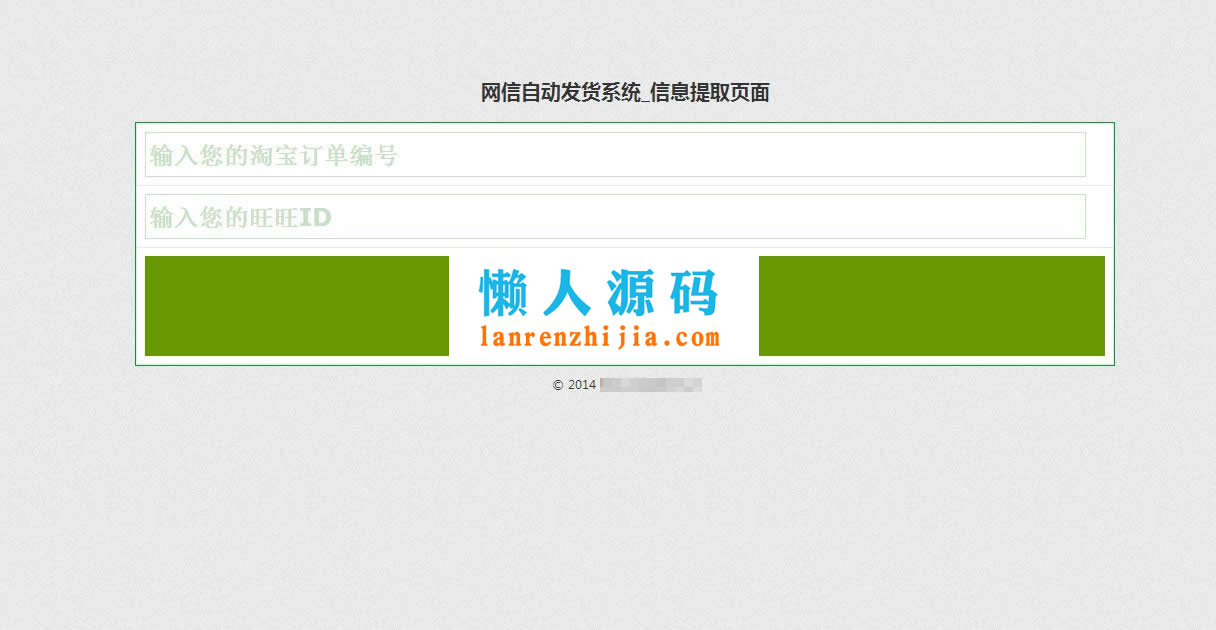 网信自动发货系统_信息提取页面
输入您的淘宝订单编号
输入您的旺旺ID
懒人源码
lanrenzhijia.com
© 2014